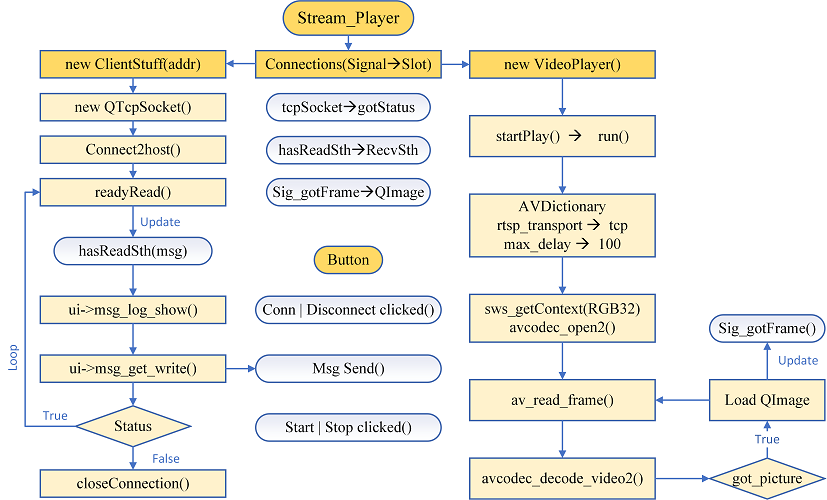 Stream_Player
new ClientStuff(addr)
Connections(Signal→Slot)
new VideoPlayer()
new QTcpSocket()
Connect2host()
readyRead()
Update
hasReadSth(msg)
ui->msg_log_show()
ui->msg_get_write()
Loop
True
Status
False
closeConnection()
tcpSocket→gotStatus
hasReadSth→RecvSth
Sig_gotFrame→QImage
Button
Conn | Disconnect clicked()
Msg Send()
Start | Stop clicked()
startPlay() → run()
AVDictionary
rtsp_transport → tcp
max_delay → 100
sws_getContext(RGB32)
avcodec_open2()
av_read_frame()
avcodec_decode_video2()
Sig_gotFrame()
Update
Load QImage
True
got_picture